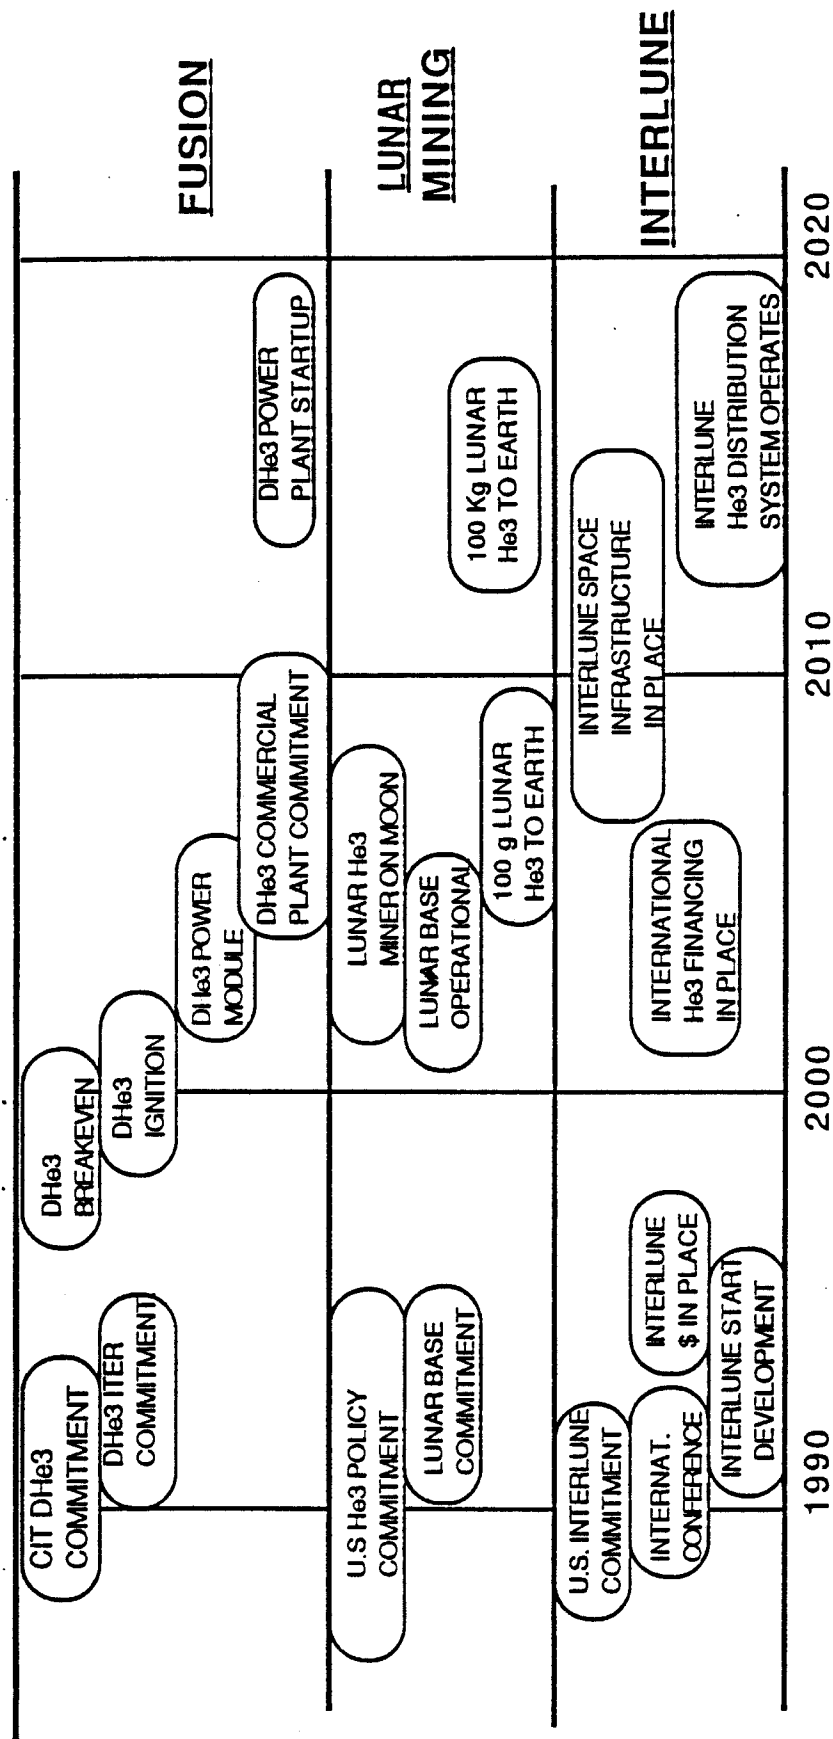 CIT DHe3
COMMITMENT
DHe3 ITER
COMMITMENT
DHe3
BREAKEVEN
DHe3
IGNITION
DHe3 POWER
MODULE
DHe3 COMMERCIAL
PLANT COMMITMENT
DHe3 POWER
PLANT STARTUP
FUSION
U.S He3 POLICY
COMMITMENT
LUNAR BASE
COMMITMENT
LUNAR He3
MINER ON MOON
LUNAR BASE
OPERATIONAL
100 g LUNAR
He3 TO EARTH
100 Kg LUNAR
He3 TO EARTH
LUNAR
MINING
U.S. INTERLUNE
COMMITMENT
INTERNAT.
CONFERENCE
INTERLUNE
$ IN PLACE
INTERLUNE START
DEVELOPMENT
INTERNATIONAL
He3 FINANCING
IN PLACE
INTERLUNE SPACE
INFRASTRUCTURE
IN PLACE
INTERLUNE
He3 DISTRIBUTION
SYSTEM OPERATES
INTERLUNE
1990
2000
2010
2020